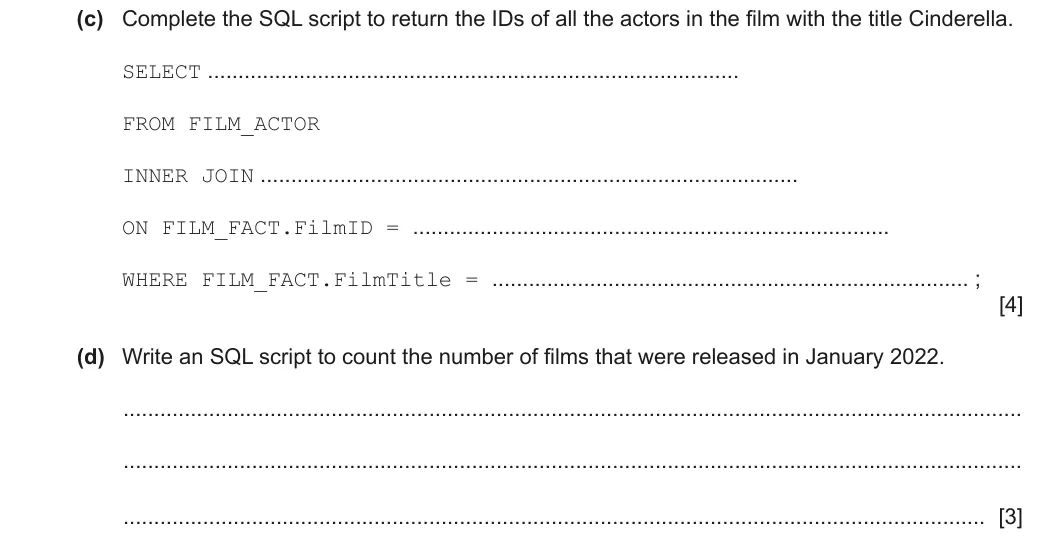 (c) Complete the SQL script to return the IDs of all the actors in the film with the title Cinderella.
SELECT .......................................................................................
FROM FILM_ACTOR
INNER JOIN ........................................................................................
ON FILM_FACT.FilmID = ..............................................................................
WHERE FILM_FACT.FilmTitle = .............................................................................. ;
[4]
(d) Write an SQL script to count the number of films that were released in January 2022.
...................................................................................................................................................
...................................................................................................................................................
............................................................................................................................................. [3]